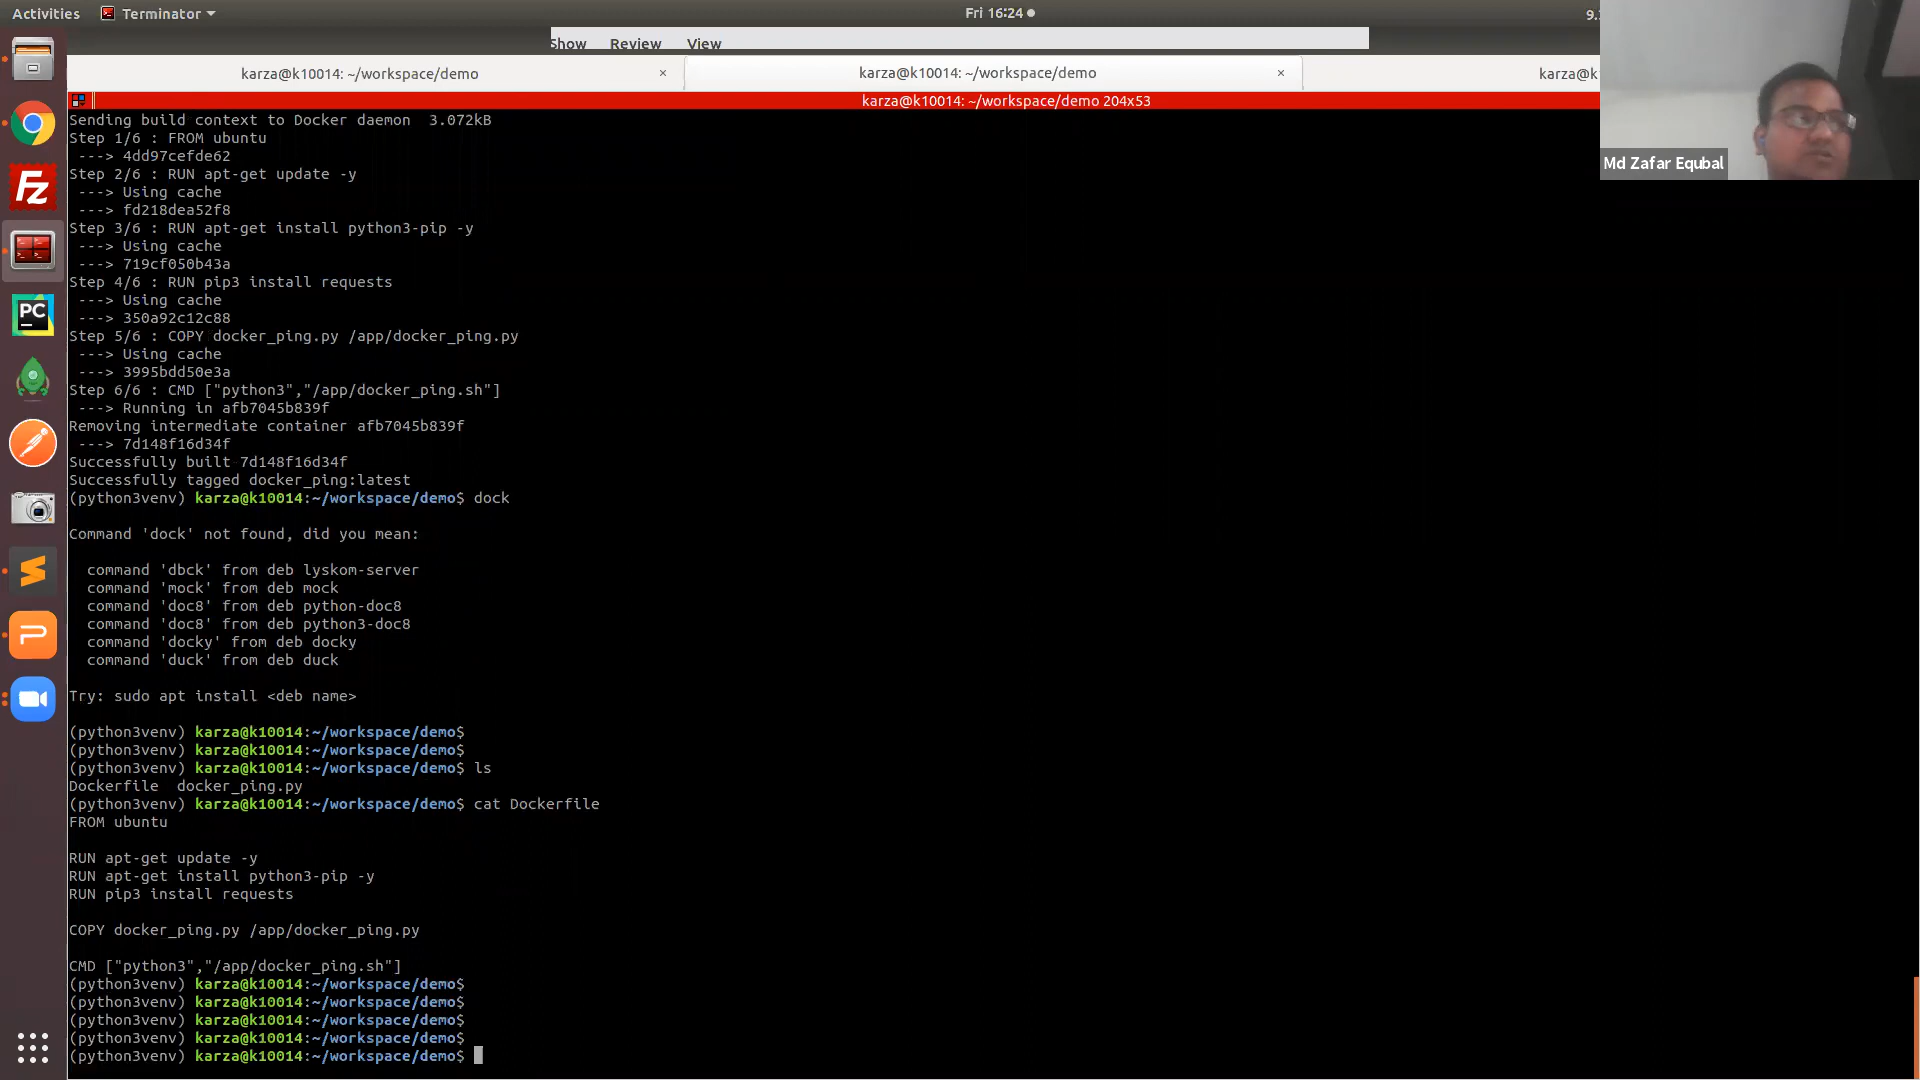 Activities Terminator Fri 16:24
Show Review View
karza@k10014: ~/workspace/demo × karza@k10014: ~/workspace/demo × karza@k
karza@k10014: ~/workspace/demo 204x53
Md Zafar Equbal
Sending build context to Docker daemon  3.072kB
Step 1/6 : FROM ubuntu
 ---> 4dd97cefde62
Step 2/6 : RUN apt-get update -y
 ---> Using cache
 ---> fd218dea52f8
Step 3/6 : RUN apt-get install python3-pip -y
 ---> Using cache
 ---> 719cf050b43a
Step 4/6 : RUN pip3 install requests
 ---> Using cache
 ---> 350a92c12c88
Step 5/6 : COPY docker_ping.py /app/docker_ping.py
 ---> Using cache
 ---> 3995bdd50e3a
Step 6/6 : CMD ["python3","/app/docker_ping.sh"]
 ---> Running in afb7045b839f
Removing intermediate container afb7045b839f
 ---> 7d148f16d34f
Successfully built 7d148f16d34f
Successfully tagged docker_ping:latest
(python3venv) karza@k10014:~/workspace/demo$ dock
Command 'dock' not found, did you mean:
command 'dbck' from deb lyskom-server
command 'mock' from deb mock
command 'doc8' from deb python-doc8
command 'doc8' from deb python3-doc8
command 'docky' from deb docky
command 'duck' from deb duck
Try: sudo apt install <deb name>
(python3venv) karza@k10014:~/workspace/demo$
(python3venv) karza@k10014:~/workspace/demo$
(python3venv) karza@k10014:~/workspace/demo$ ls
Dockerfile  docker_ping.py
(python3venv) karza@k10014:~/workspace/demo$ cat Dockerfile
FROM ubuntu
RUN apt-get update -y
RUN apt-get install python3-pip -y
RUN pip3 install requests
COPY docker_ping.py /app/docker_ping.py
CMD ["python3","/app/docker_ping.sh"]
(python3venv) karza@k10014:~/workspace/demo$
(python3venv) karza@k10014:~/workspace/demo$
(python3venv) karza@k10014:~/workspace/demo$
(python3venv) karza@k10014:~/workspace/demo$
(python3venv) karza@k10014:~/workspace/demo$